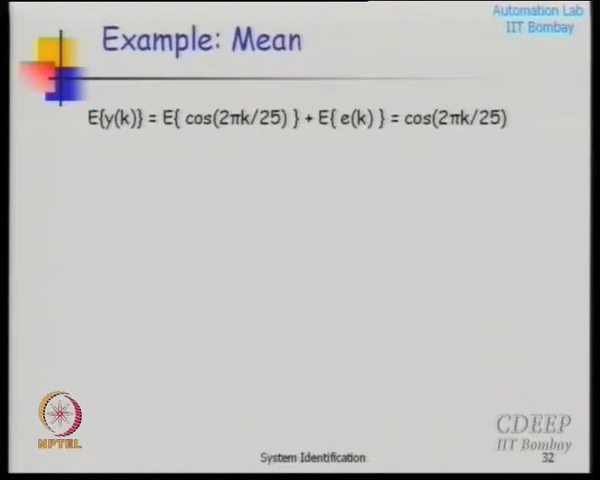 Automation Lab
IIT Bombay
Example: Mean
E{y(k)} = E{ cos(2πk/25) } + E{ e(k) } = cos(2πk/25)
NPTEL
CDEEP
IIT Bombay
System Identification
32